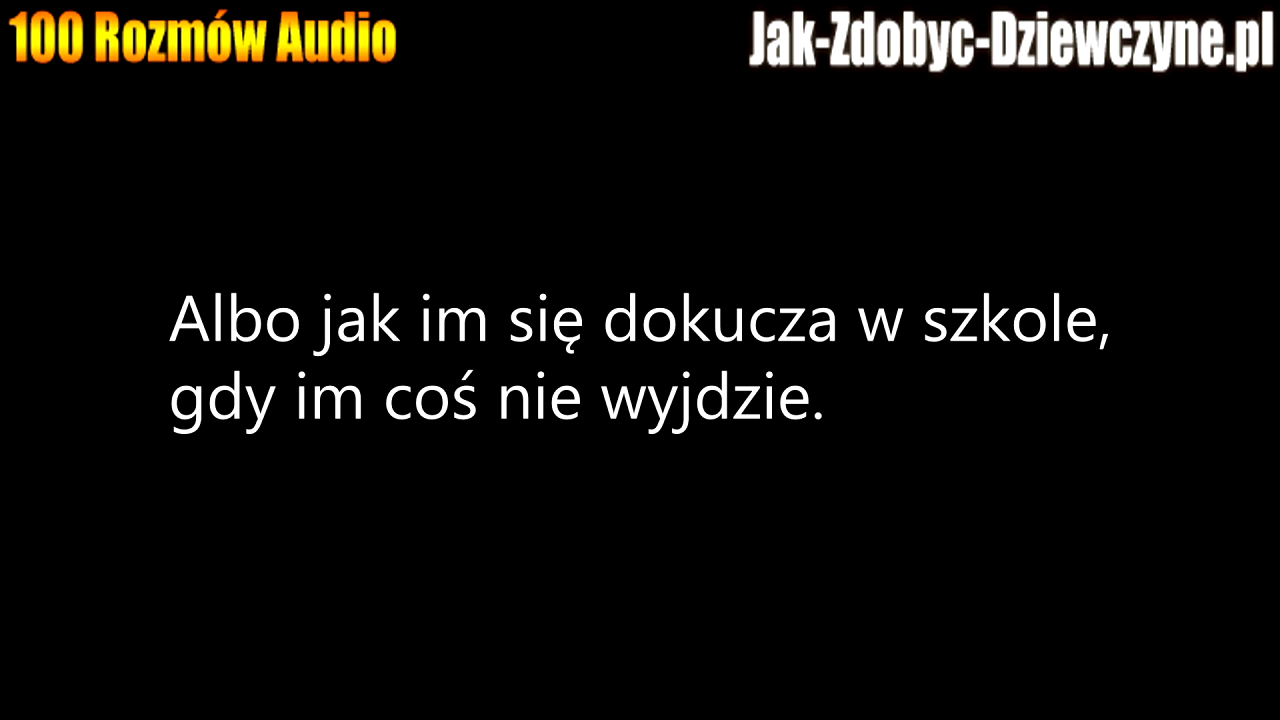 100 Rozmów Audio
Jak-Zdobyc-Dziewczyne.pl
Albo jak im się dokucza w szkole,
gdy im coś nie wyjdzie.